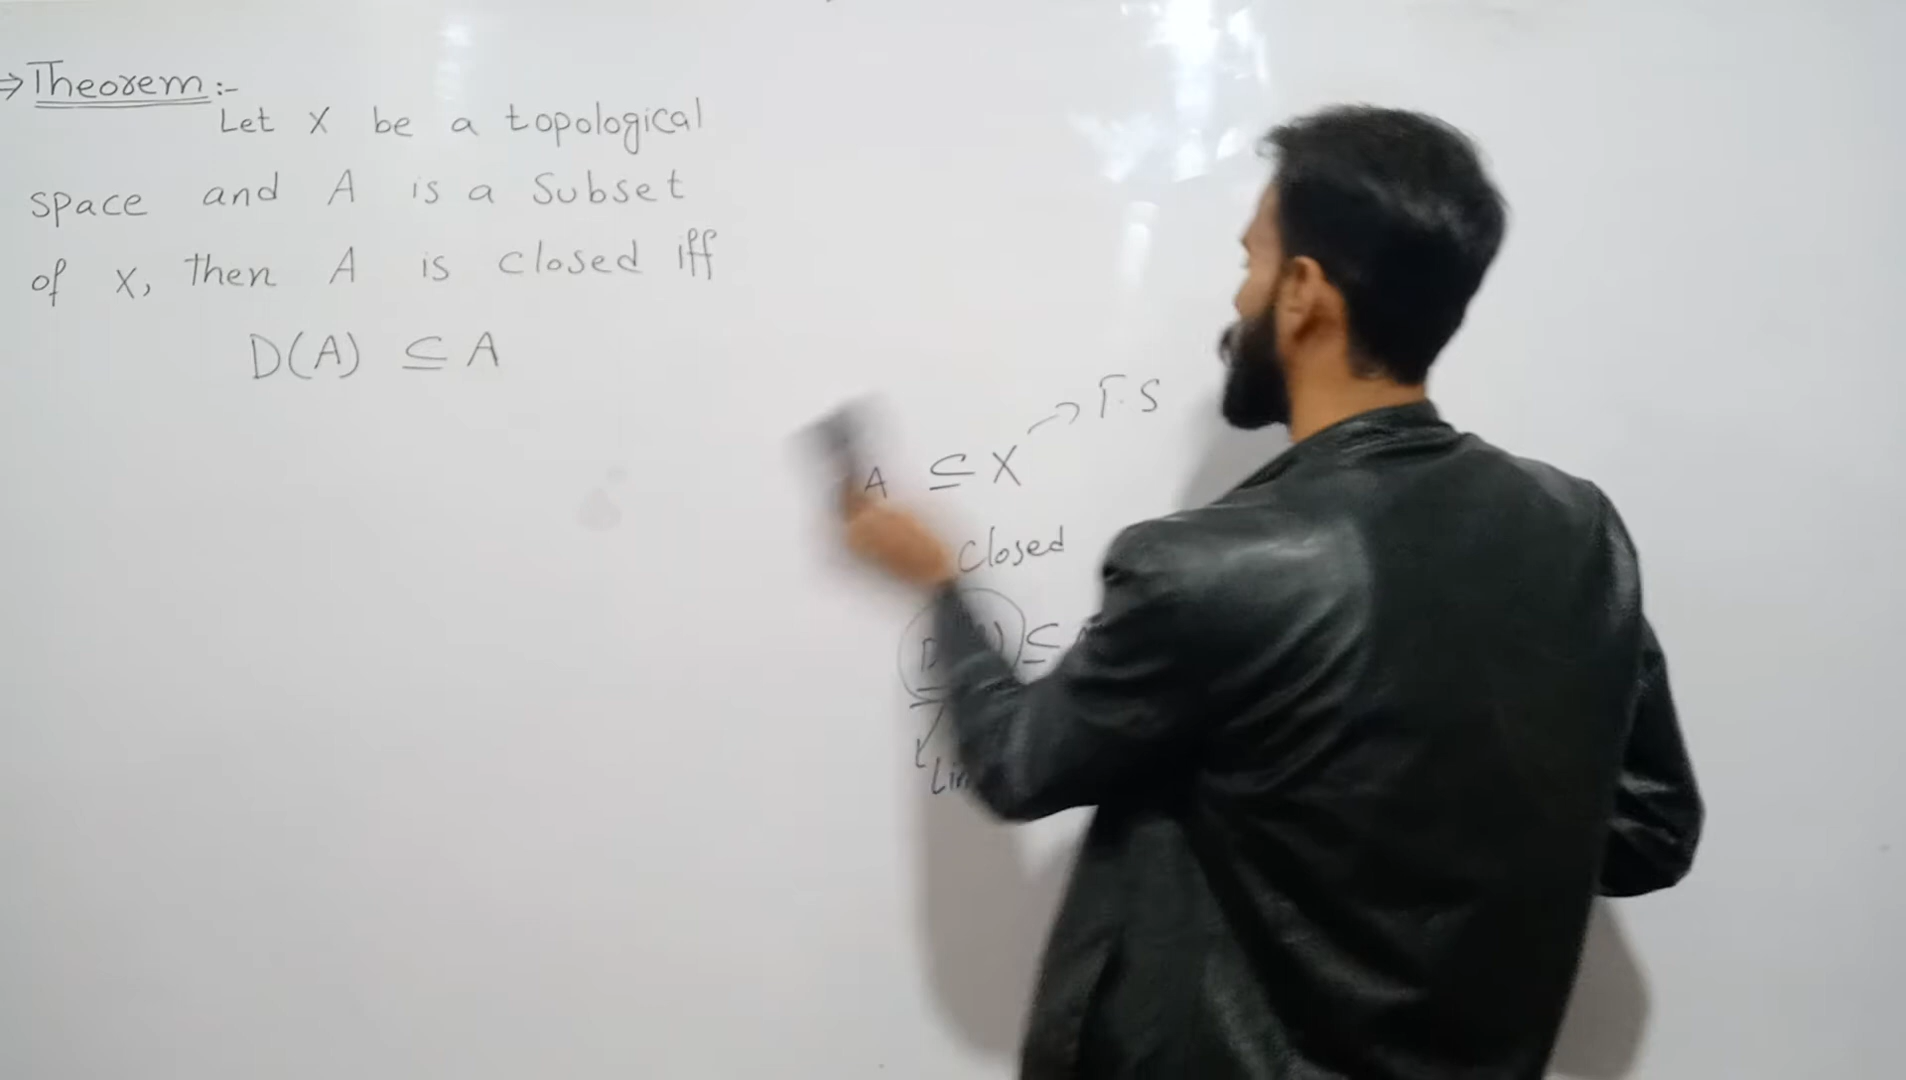 ⇒ Theorem :-
Let X be a topological
space and A is a Subset
of X, then A is closed iff
D(A) ⊆ A
A ⊆ X → T.S
Closed
D ) ⊆